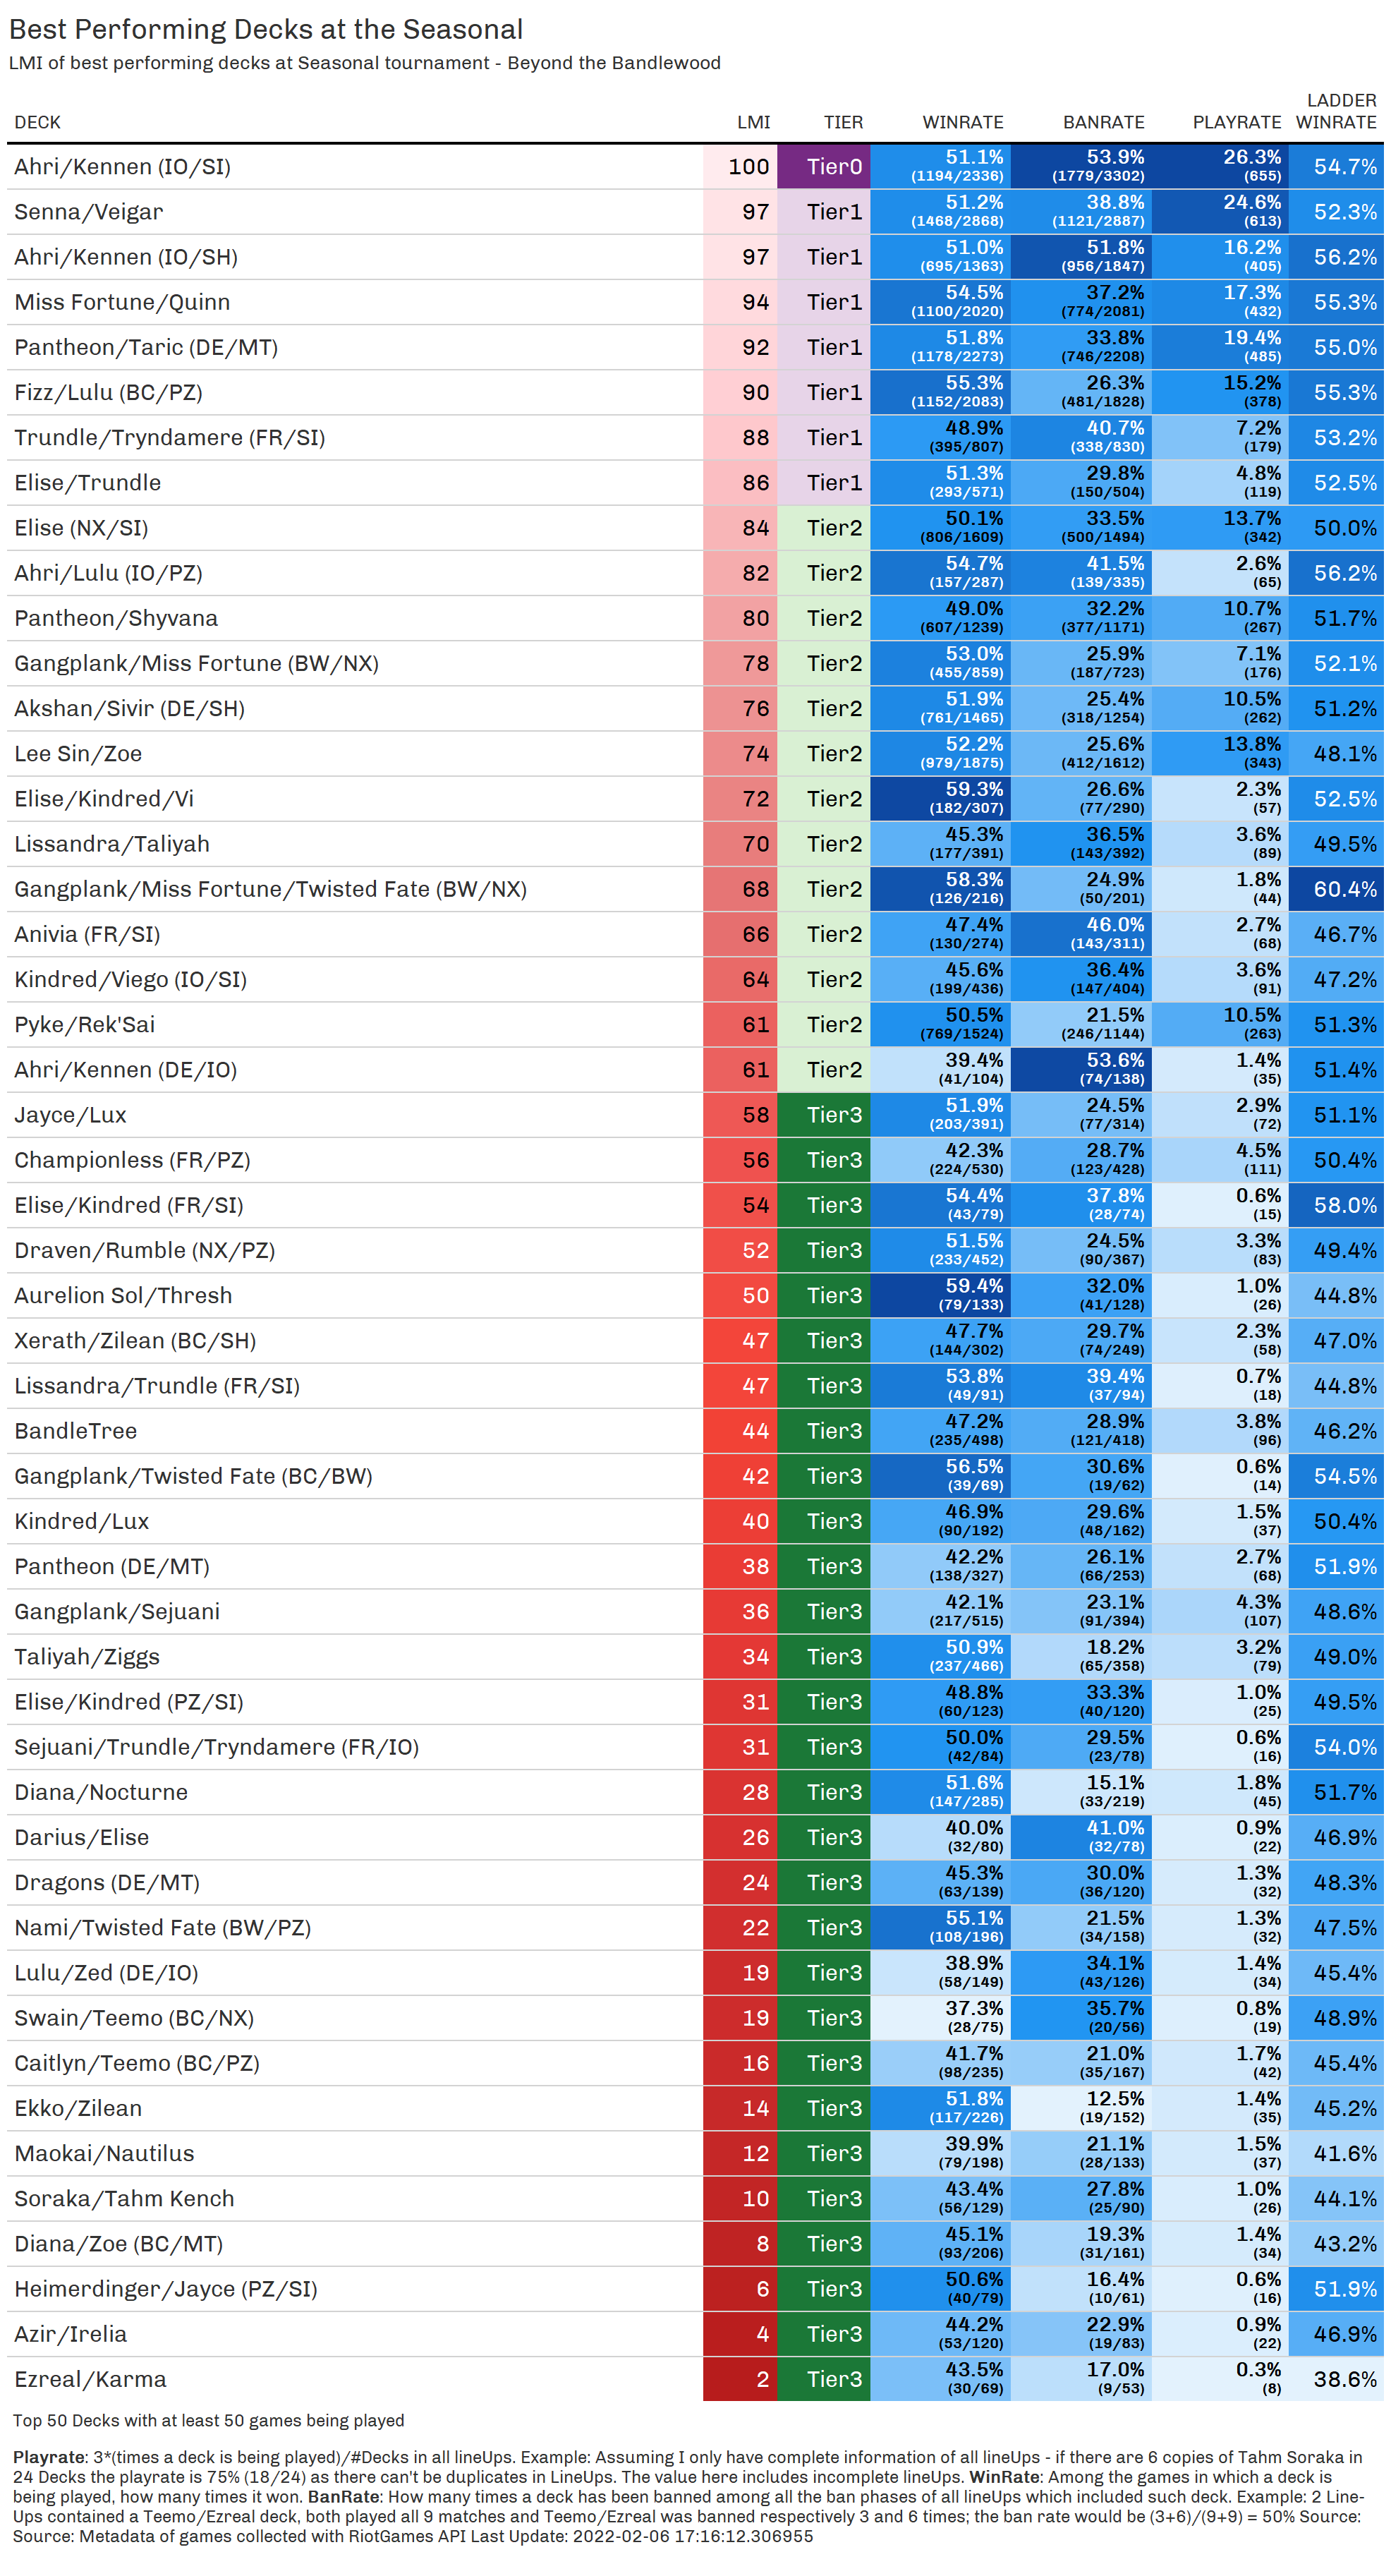 Best Performing Decks at the Seasonal
LMI of best performing decks at Seasonal tournament - Beyond the Bandlewood
DECK LMI TIER WINRATE BANRATE PLAYRATE LADDER WINRATE
Ahri/Kennen (IO/SI) 100 Tier0 51.1% (1194/2336) 53.9% (1779/3302) 26.3% (655) 54.7%
Senna/Veigar 97 Tier1 51.2% (1468/2868) 38.8% (1121/2887) 24.6% (613) 52.3%
Ahri/Kennen (IO/SH) 97 Tier1 51.0% (695/1363) 51.8% (956/1847) 16.2% (405) 56.2%
Miss Fortune/Quinn 94 Tier1 54.5% (1100/2020) 37.2% (774/2081) 17.3% (432) 55.3%
Pantheon/Taric (DE/MT) 92 Tier1 51.8% (1178/2273) 33.8% (746/2208) 19.4% (485) 55.0%
Fizz/Lulu (BC/PZ) 90 Tier1 55.3% (1152/2083) 26.3% (481/1828) 15.2% (378) 55.3%
Trundle/Tryndamere (FR/SI) 88 Tier1 48.9% (395/807) 40.7% (338/830) 7.2% (179) 53.2%
Elise/Trundle 86 Tier1 51.3% (293/571) 29.8% (150/504) 4.8% (119) 52.5%
Elise (NX/SI) 84 Tier2 50.1% (806/1609) 33.5% (500/1494) 13.7% (342) 50.0%
Ahri/Lulu (IO/PZ) 82 Tier2 54.7% (157/287) 41.5% (139/335) 2.6% (65) 56.2%
Pantheon/Shyvana 80 Tier2 49.0% (607/1239) 32.2% (377/1171) 10.7% (267) 51.7%
Gangplank/Miss Fortune (BW/NX) 78 Tier2 53.0% (455/859) 25.9% (187/723) 7.1% (176) 52.1%
Akshan/Sivir (DE/SH) 76 Tier2 51.9% (761/1465) 25.4% (318/1254) 10.5% (262) 51.2%
Lee Sin/Zoe 74 Tier2 52.2% (979/1875) 25.6% (412/1612) 13.8% (343) 48.1%
Elise/Kindred/Vi 72 Tier2 59.3% (182/307) 26.6% (77/290) 2.3% (57) 52.5%
Lissandra/Taliyah 70 Tier2 45.3% (177/391) 36.5% (143/392) 3.6% (89) 49.5%
Gangplank/Miss Fortune/Twisted Fate (BW/NX) 68 Tier2 58.3% (126/216) 24.9% (50/201) 1.8% (44) 60.4%
Anivia (FR/SI) 66 Tier2 47.4% (130/274) 46.0% (143/311) 2.7% (68) 46.7%
Kindred/Viego (IO/SI) 64 Tier2 45.6% (199/436) 36.4% (147/404) 3.6% (91) 47.2%
Pyke/Rek'Sai 61 Tier2 50.5% (769/1524) 21.5% (246/1144) 10.5% (263) 51.3%
Ahri/Kennen (DE/IO) 61 Tier2 39.4% (41/104) 53.6% (74/138) 1.4% (35) 51.4%
Jayce/Lux 58 Tier3 51.9% (203/391) 24.5% (77/314) 2.9% (72) 51.1%
Championless (FR/PZ) 56 Tier3 42.3% (224/530) 28.7% (123/428) 4.5% (111) 50.4%
Elise/Kindred (FR/SI) 54 Tier3 54.4% (43/79) 37.8% (28/74) 0.6% (15) 58.0%
Draven/Rumble (NX/PZ) 52 Tier3 51.5% (233/452) 24.5% (90/367) 3.3% (83) 49.4%
Aurelion Sol/Thresh 50 Tier3 59.4% (79/133) 32.0% (41/128) 1.0% (26) 44.8%
Xerath/Zilean (BC/SH) 47 Tier3 47.7% (144/302) 29.7% (74/249) 2.3% (58) 47.0%
Lissandra/Trundle (FR/SI) 47 Tier3 53.8% (49/91) 39.4% (37/94) 0.7% (18) 44.8%
BandleTree 44 Tier3 47.2% (235/498) 28.9% (121/418) 3.8% (96) 46.2%
Gangplank/Twisted Fate (BC/BW) 42 Tier3 56.5% (39/69) 30.6% (19/62) 0.6% (14) 54.5%
Kindred/Lux 40 Tier3 46.9% (90/192) 29.6% (48/162) 1.5% (37) 50.4%
Pantheon (DE/MT) 38 Tier3 42.2% (138/327) 26.1% (66/253) 2.7% (68) 51.9%
Gangplank/Sejuani 36 Tier3 42.1% (217/515) 23.1% (91/394) 4.3% (107) 48.6%
Taliyah/Ziggs 34 Tier3 50.9% (237/466) 18.2% (65/358) 3.2% (79) 49.0%
Elise/Kindred (PZ/SI) 31 Tier3 48.8% (60/123) 33.3% (40/120) 1.0% (25) 49.5%
Sejuani/Trundle/Tryndamere (FR/IO) 31 Tier3 50.0% (42/84) 29.5% (23/78) 0.6% (16) 54.0%
Diana/Nocturne 28 Tier3 51.6% (147/285) 15.1% (33/219) 1.8% (45) 51.7%
Darius/Elise 26 Tier3 40.0% (32/80) 41.0% (32/78) 0.9% (22) 46.9%
Dragons (DE/MT) 24 Tier3 45.3% (63/139) 30.0% (36/120) 1.3% (32) 48.3%
Nami/Twisted Fate (BW/PZ) 22 Tier3 55.1% (108/196) 21.5% (34/158) 1.3% (32) 47.5%
Lulu/Zed (DE/IO) 19 Tier3 38.9% (58/149) 34.1% (43/126) 1.4% (34) 45.4%
Swain/Teemo (BC/NX) 19 Tier3 37.3% (28/75) 35.7% (20/56) 0.8% (19) 48.9%
Caitlyn/Teemo (BC/PZ) 16 Tier3 41.7% (98/235) 21.0% (35/167) 1.7% (42) 45.4%
Ekko/Zilean 14 Tier3 51.8% (117/226) 12.5% (19/152) 1.4% (35) 45.2%
Maokai/Nautilus 12 Tier3 39.9% (79/198) 21.1% (28/133) 1.5% (37) 41.6%
Soraka/Tahm Kench 10 Tier3 43.4% (56/129) 27.8% (25/90) 1.0% (26) 44.1%
Diana/Zoe (BC/MT) 8 Tier3 45.1% (93/206) 19.3% (31/161) 1.4% (34) 43.2%
Heimerdinger/Jayce (PZ/SI) 6 Tier3 50.6% (40/79) 16.4% (10/61) 0.6% (16) 51.9%
Azir/Irelia 4 Tier3 44.2% (53/120) 22.9% (19/83) 0.9% (22) 46.9%
Ezreal/Karma 2 Tier3 43.5% (30/69) 17.0% (9/53) 0.3% (8) 38.6%
Top 50 Decks with at least 50 games being played
Playrate: 3*(times a deck is being played)/#Decks in all lineUps. Example: Assuming I only have complete information of all lineUps - if there are 6 copies of Tahm Soraka in
24 Decks the playrate is 75% (18/24) as there can't be duplicates in LineUps. The value here includes incomplete lineUps. WinRate: Among the games in which a deck is
being played, how many times it won. BanRate: How many times a deck has been banned among all the ban phases of all lineUps which included such deck. Example: 2 Line-
Ups contained a Teemo/Ezreal deck, both played all 9 matches and Teemo/Ezreal was banned respectively 3 and 6 times; the ban rate would be (3+6)/(9+9) = 50% Source:
Source: Metadata of games collected with RiotGames API Last Update: 2022-02-06 17:16:12.306955